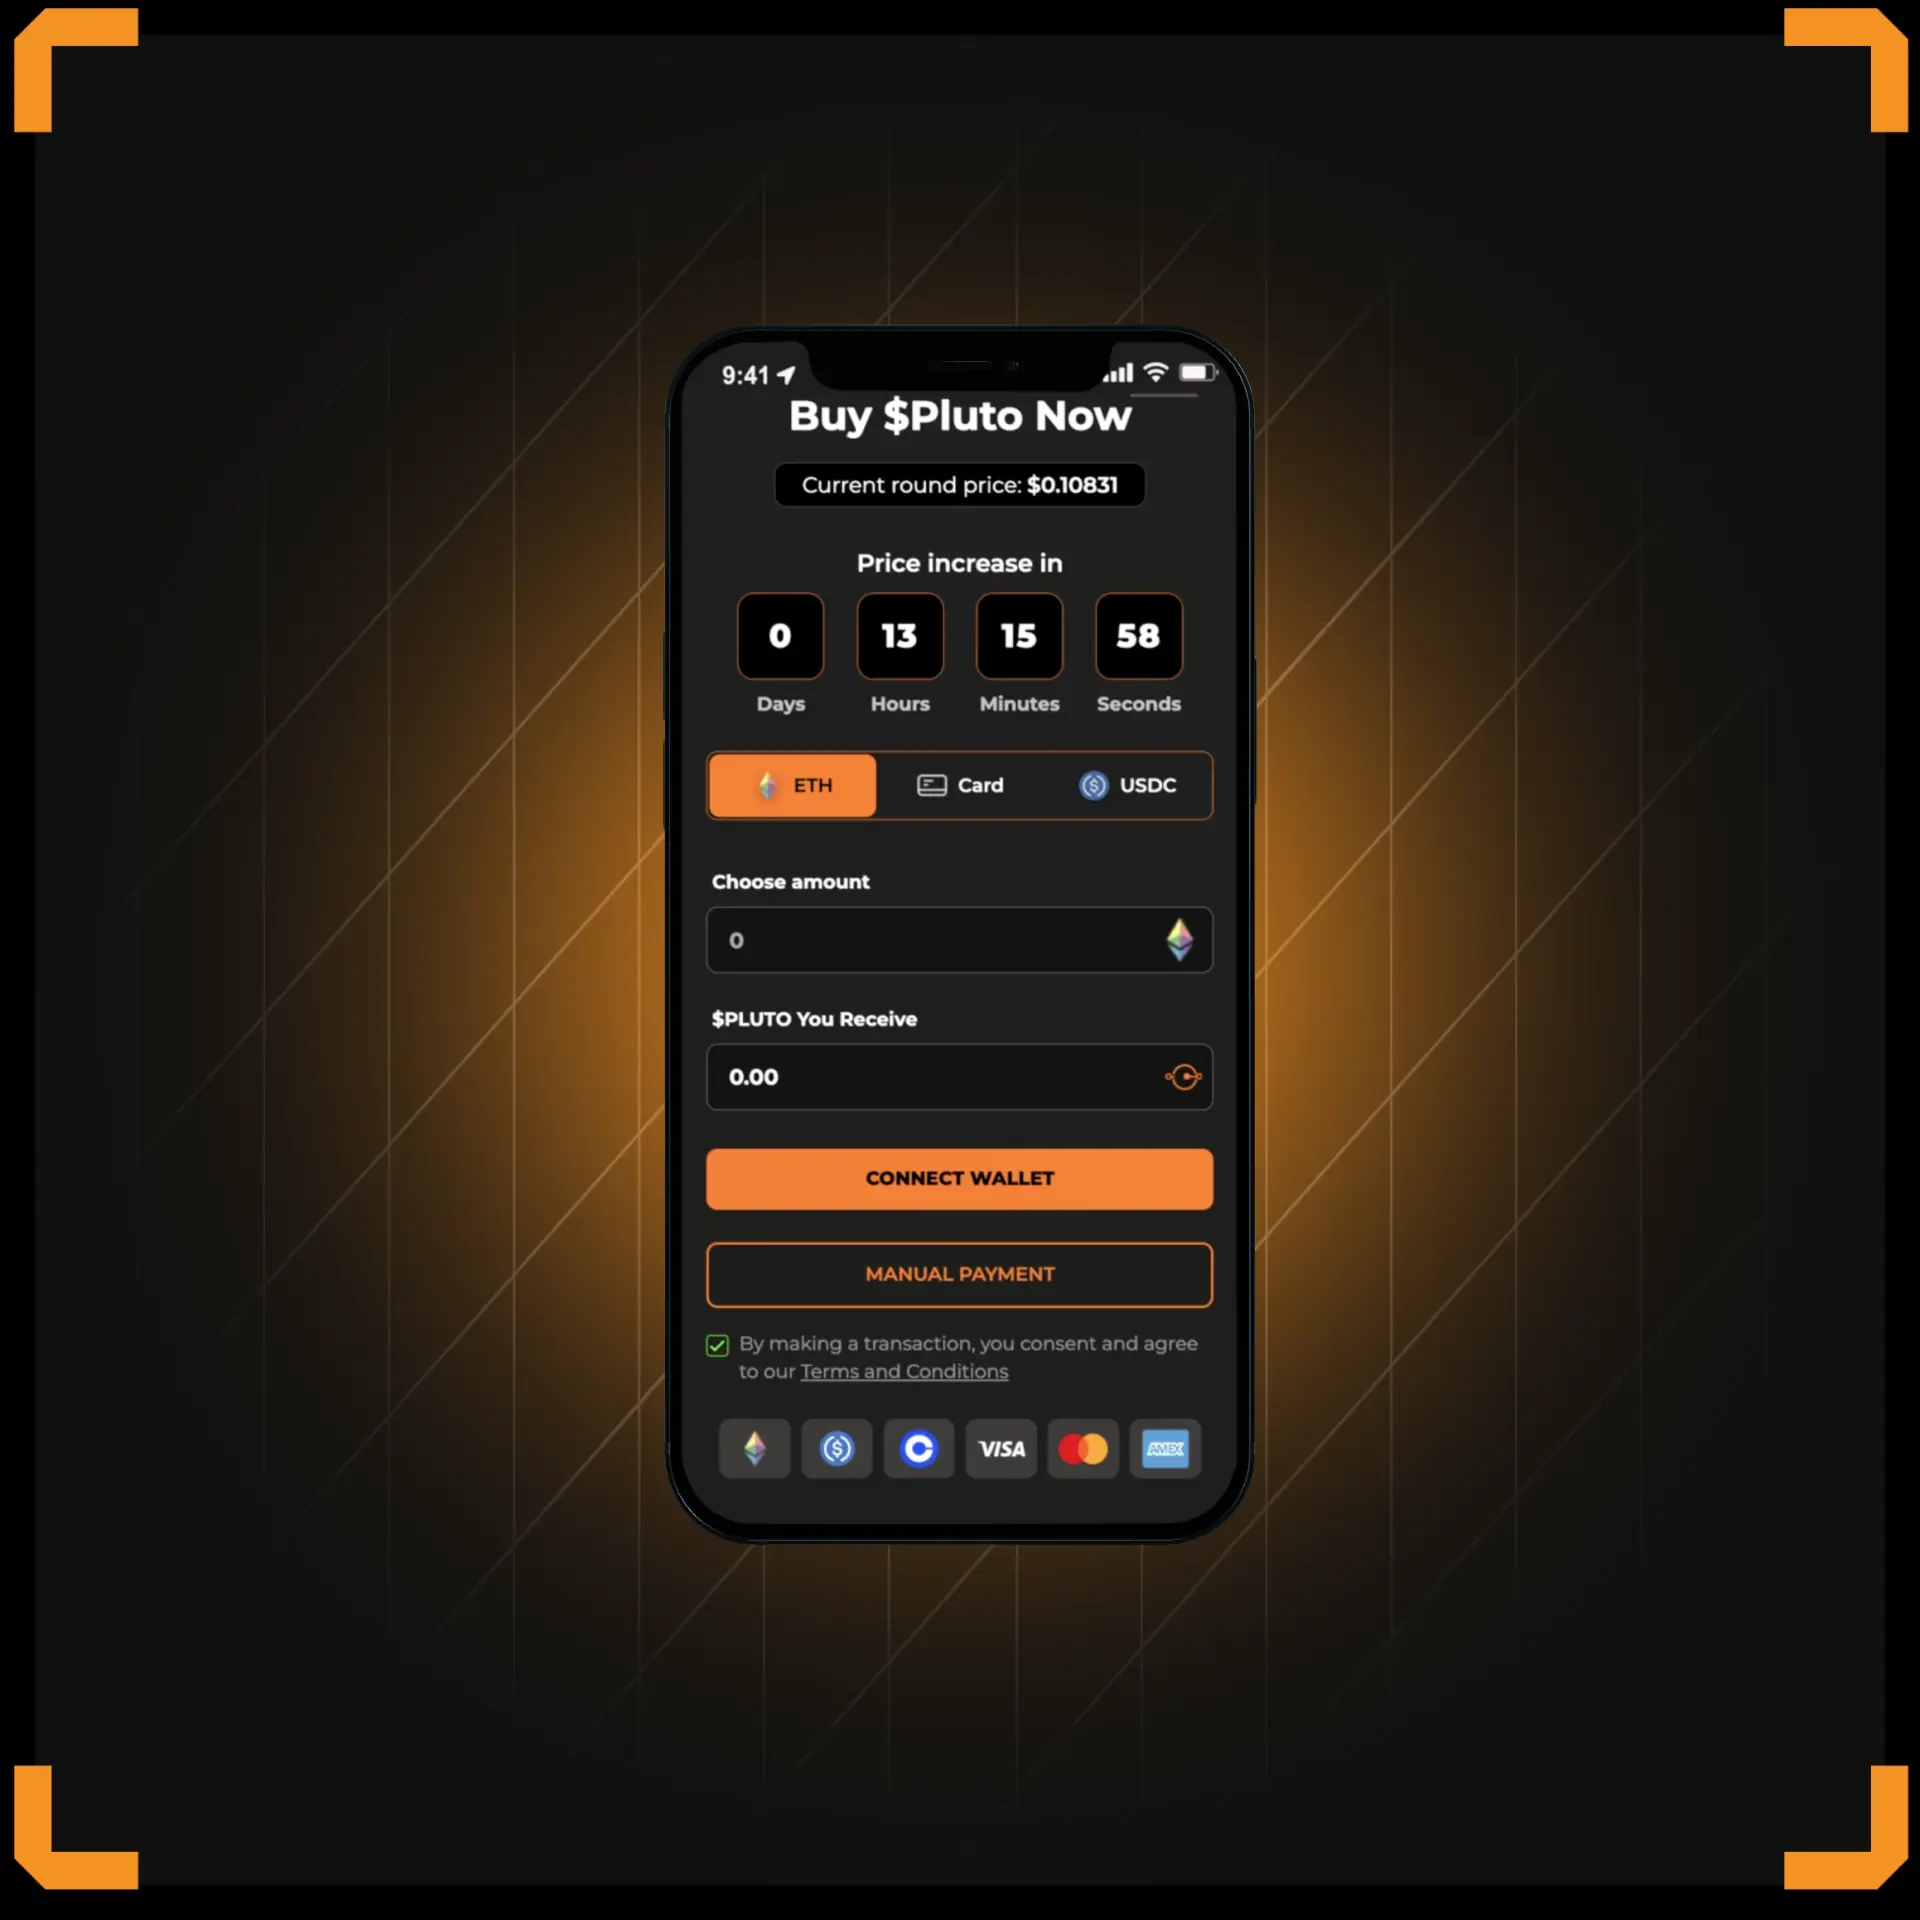 9:41
Buy $Pluto Now
Current round price: $0.10831
Price increase in
0 13 15 58
Days Hours Minutes Seconds
ETH Card USDC
Choose amount
0
$PLUTO You Receive
0.00
CONNECT WALLET
MANUAL PAYMENT
By making a transaction, you consent and agree
to our Terms and Conditions
VISA AMEX